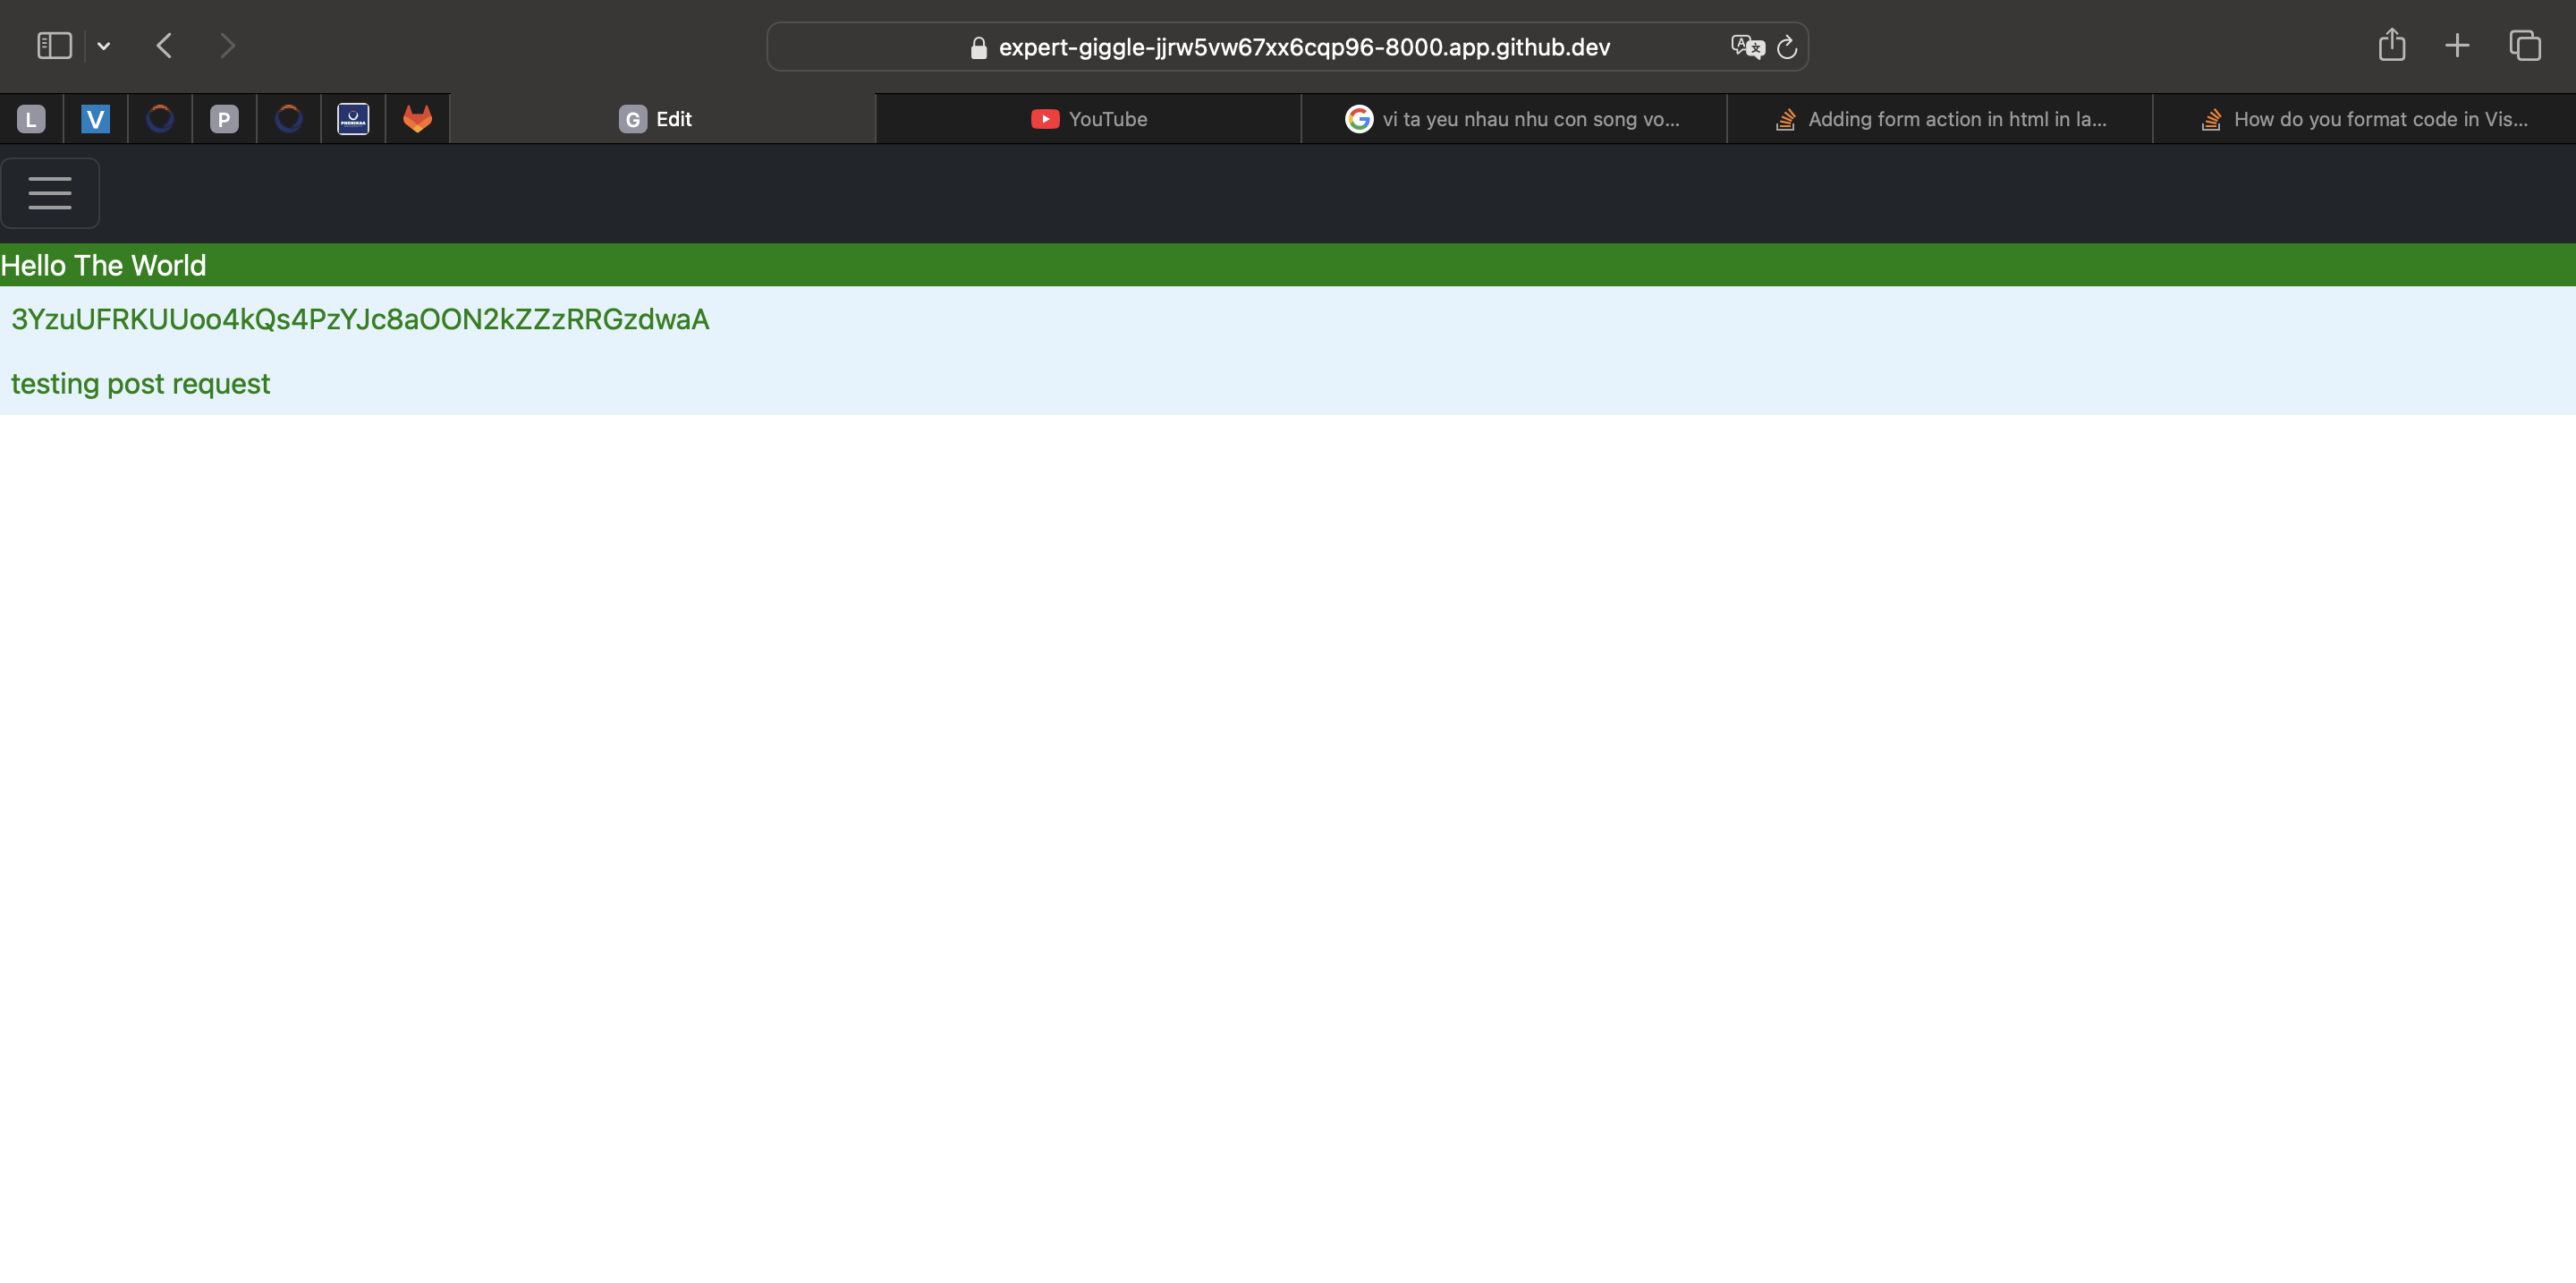 expert-giggle-jjrw5vw67xx6cqp96-8000.app.github.dev
L V P PHENIKAA G Edit YouTube vi ta yeu nhau nhu con song vo... Adding form action in html in la... How do you format code in Vis...
Hello The World
3YzuUFRKUUoo4kQs4PzYJc8aOON2kZZzRRGzdwaA
testing post request